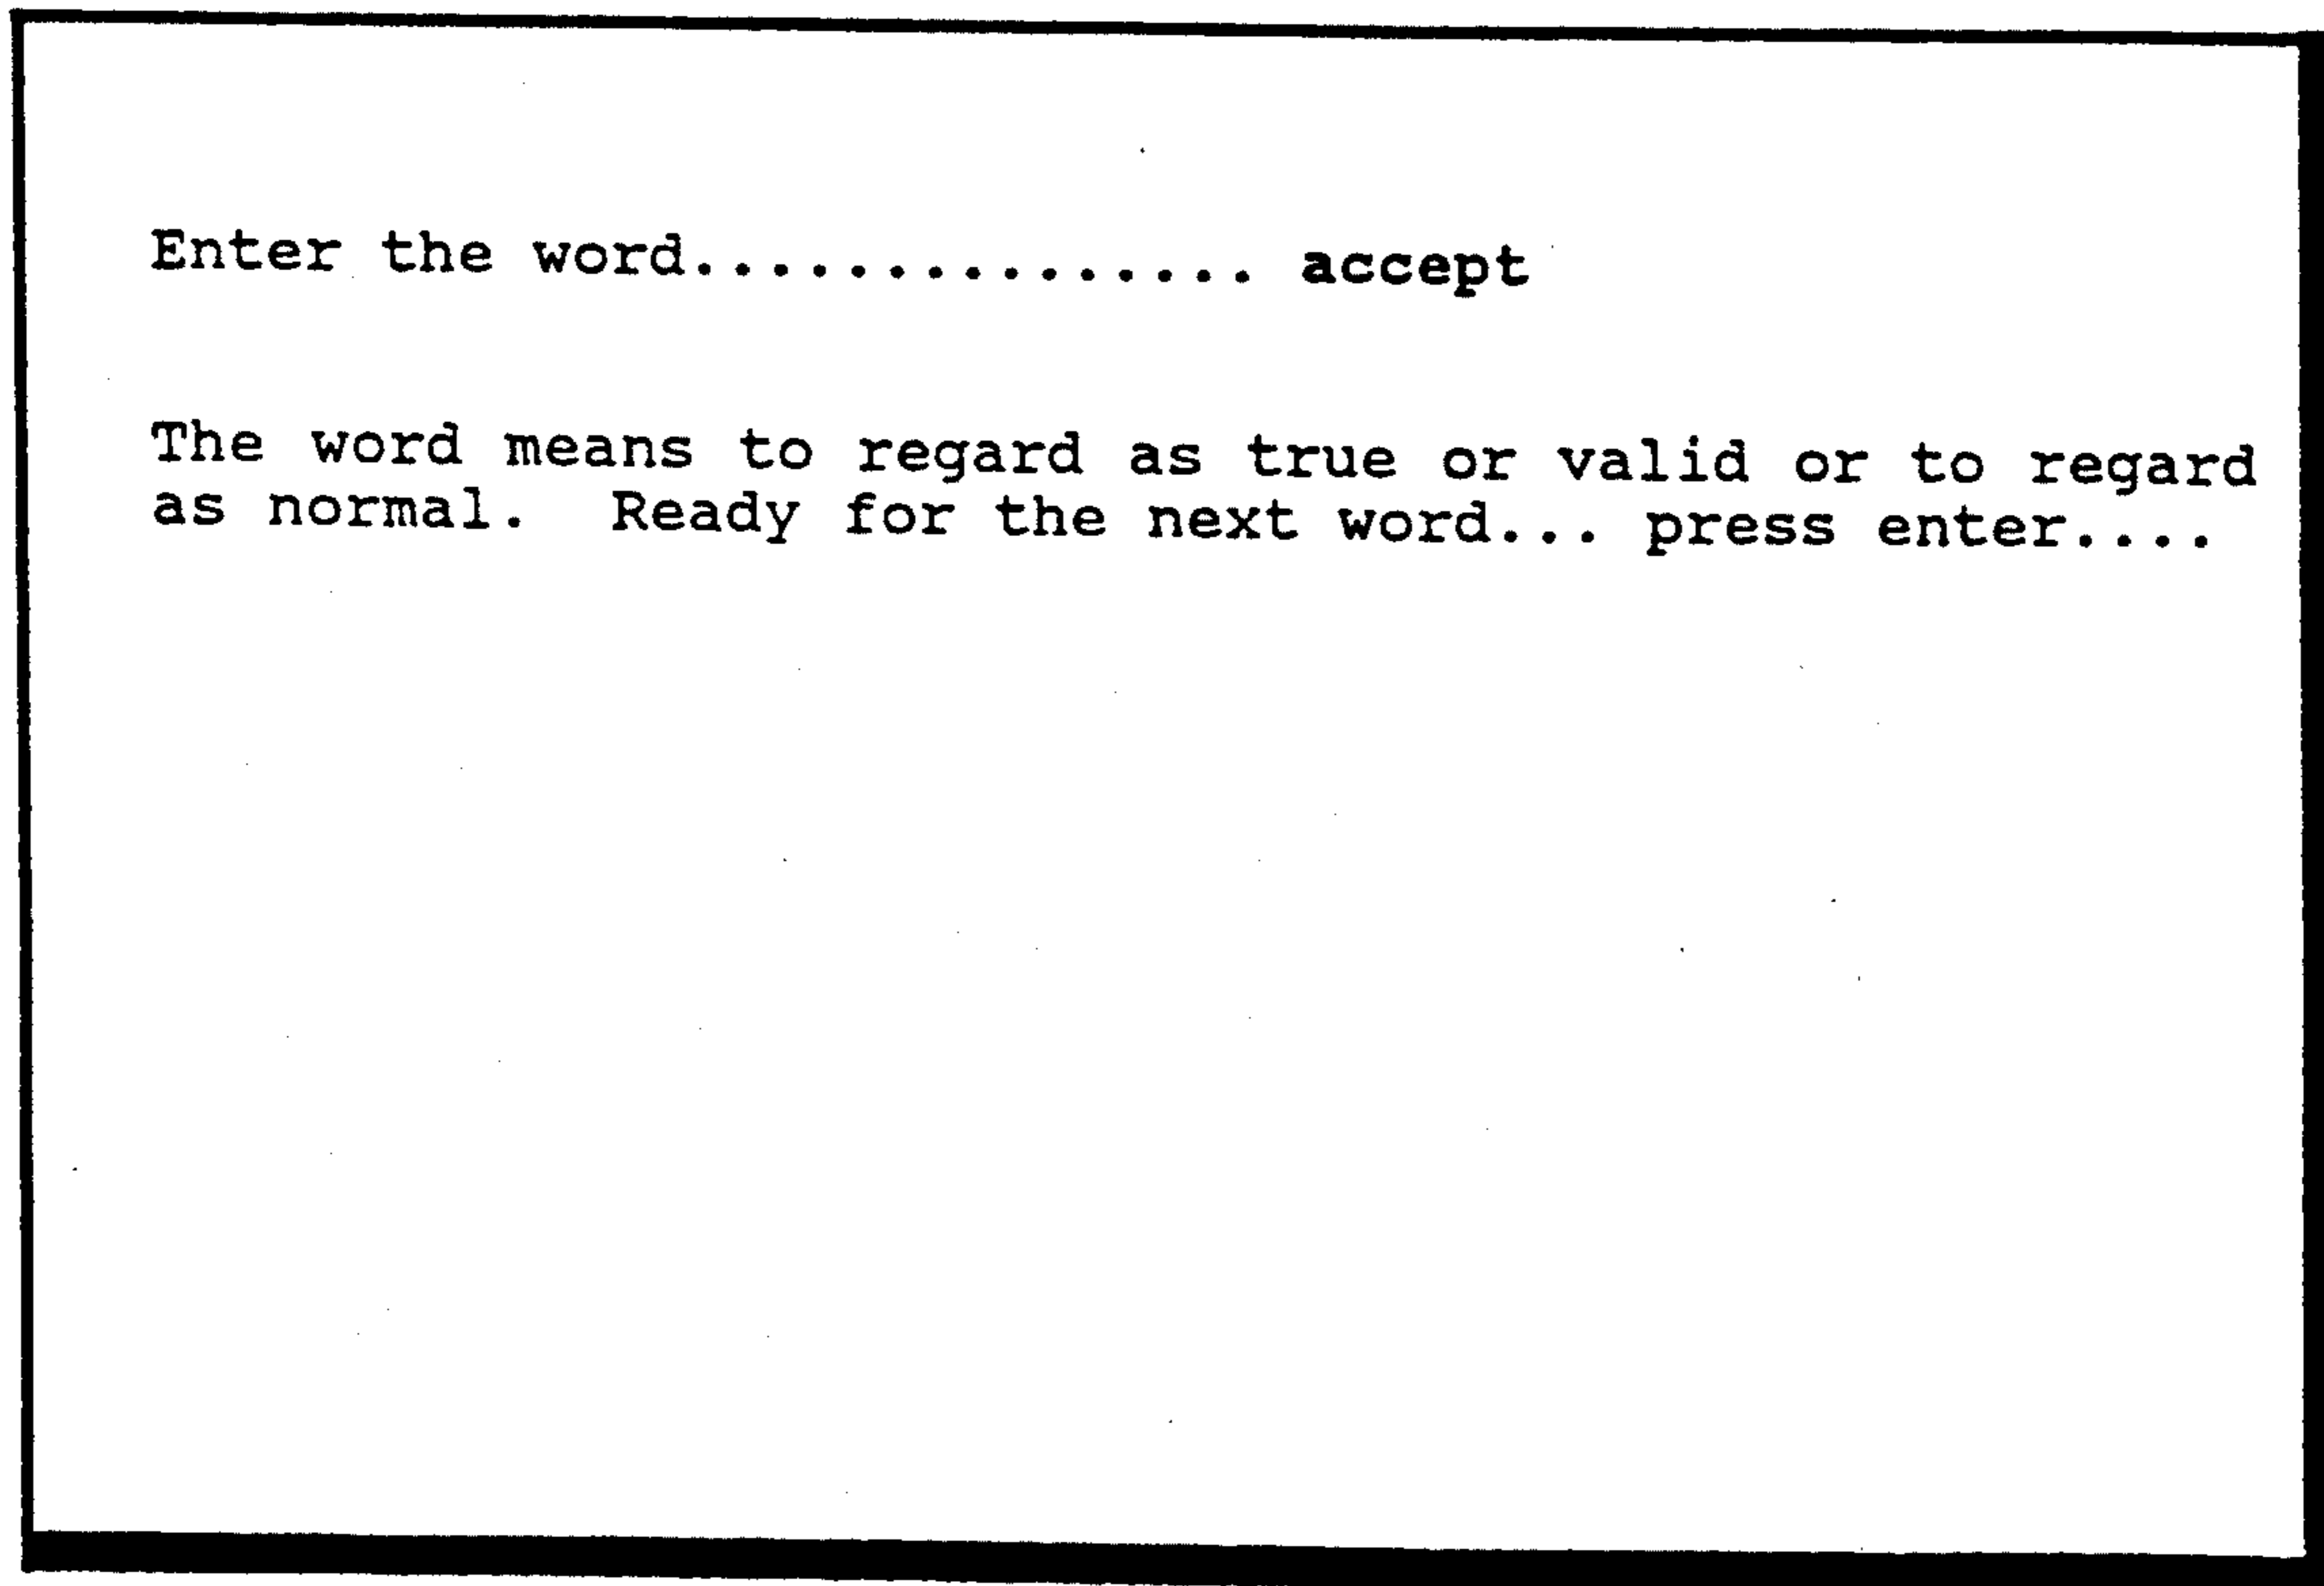 Enter the word............... accept
The word means to regard as true or valid or to regard
as normal. Ready for the next word... press enter....